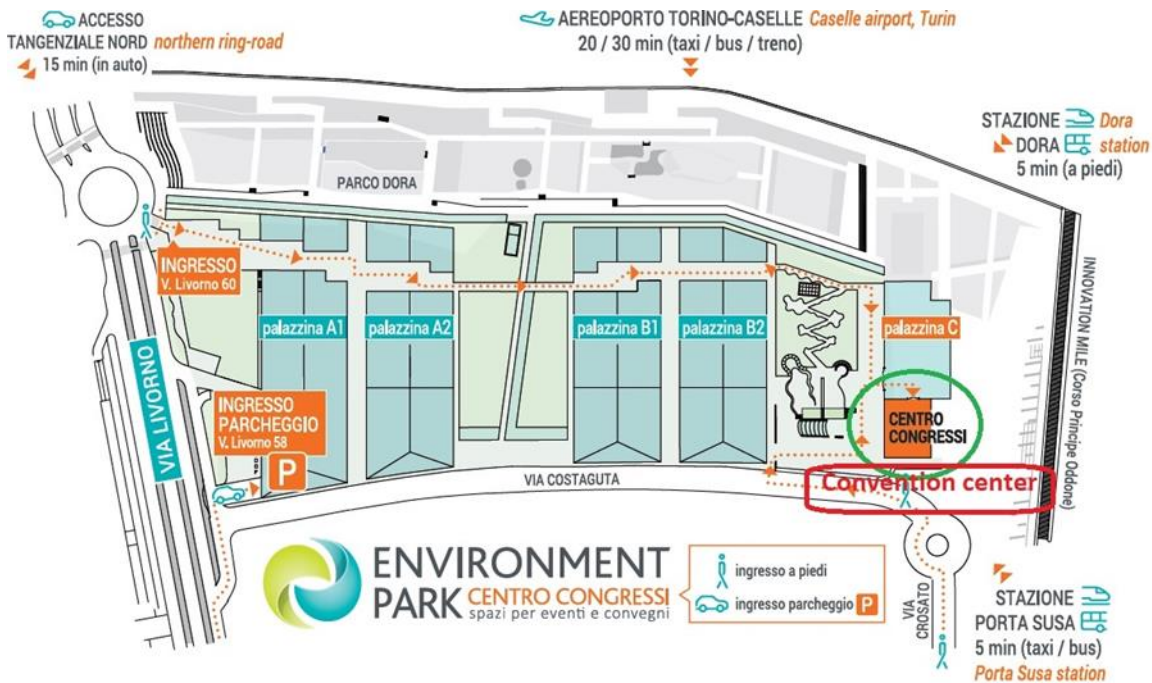 ACCESSO
TANGENZIALE NORD northern ring-road
15 min (in auto)
AEREOPORTO TORINO-CASELLE Caselle airport, Turin
20 / 30 min (taxi / bus / treno)
STAZIONE Dora
DORA station
5 min (a piedi)
PARCO DORA
INGRESSO
V. Livorno 60
palazzina A1
palazzina A2
palazzina B1
palazzina B2
palazzina C
INNOVATION MILE (Corso Principe Oddone)
VIA LIVORNO
INGRESSO
PARCHEGGIO
V. Livorno 58
P
CENTRO
CONGRESSI
Convention center
VIA COSTAGUTA
ENVIRONMENT
PARK CENTRO CONGRESSI
spazi per eventi e convegni
ingresso a piedi
ingresso parcheggio P
VIA
CROSATO
STAZIONE
PORTA SUSA
5 min (taxi / bus)
Porta Susa station